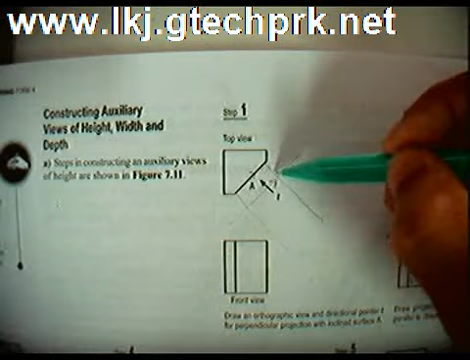 www.lkj.gtechprk.net
Constructing Auxiliary
Views of Height, Width and
Depth
a) Steps in constructing an auxiliary views
of height are shown in Figure 7.11.
Step 1
Top view
A
Front view
Draw an orthographic view and directional pointer
for perpendicular projection with inclined surface A
Draw